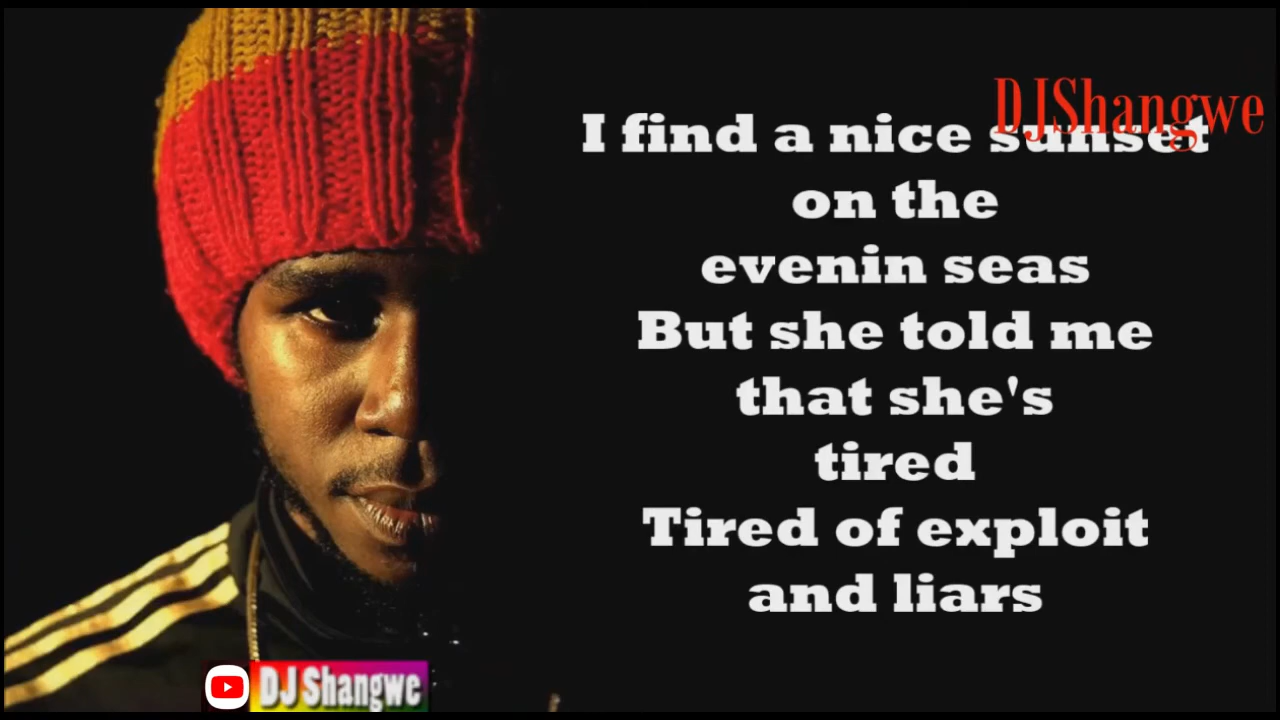 DJShangwe
I find a nice sunset
on the
evenin seas
But she told me
that she's
tired
Tired of exploit
and liars
DJ Shangwe